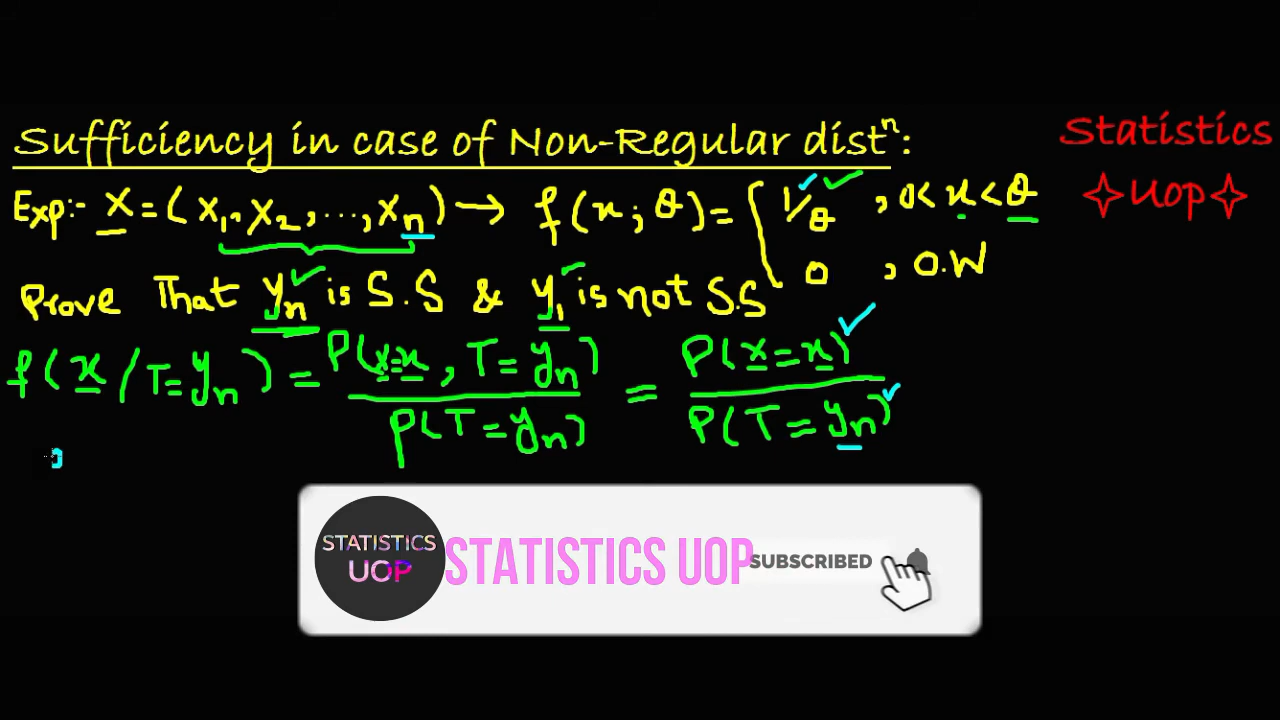 Sufficiency in case of Non-Regular distⁿ:
Statistics
Uop
Exp:- X = (X₁, X₂, ..., Xn) → f(x; θ) = { 1/θ , 0 < x < θ
0 , O.W
Prove That yn is S.S & y₁ is not S.S
f(x / T = yn) = P(X = x, T = yn) / P(T = yn) = P(X = x) / P(T = yn)
STATISTICS
UOP
STATISTICS UOP
SUBSCRIBED